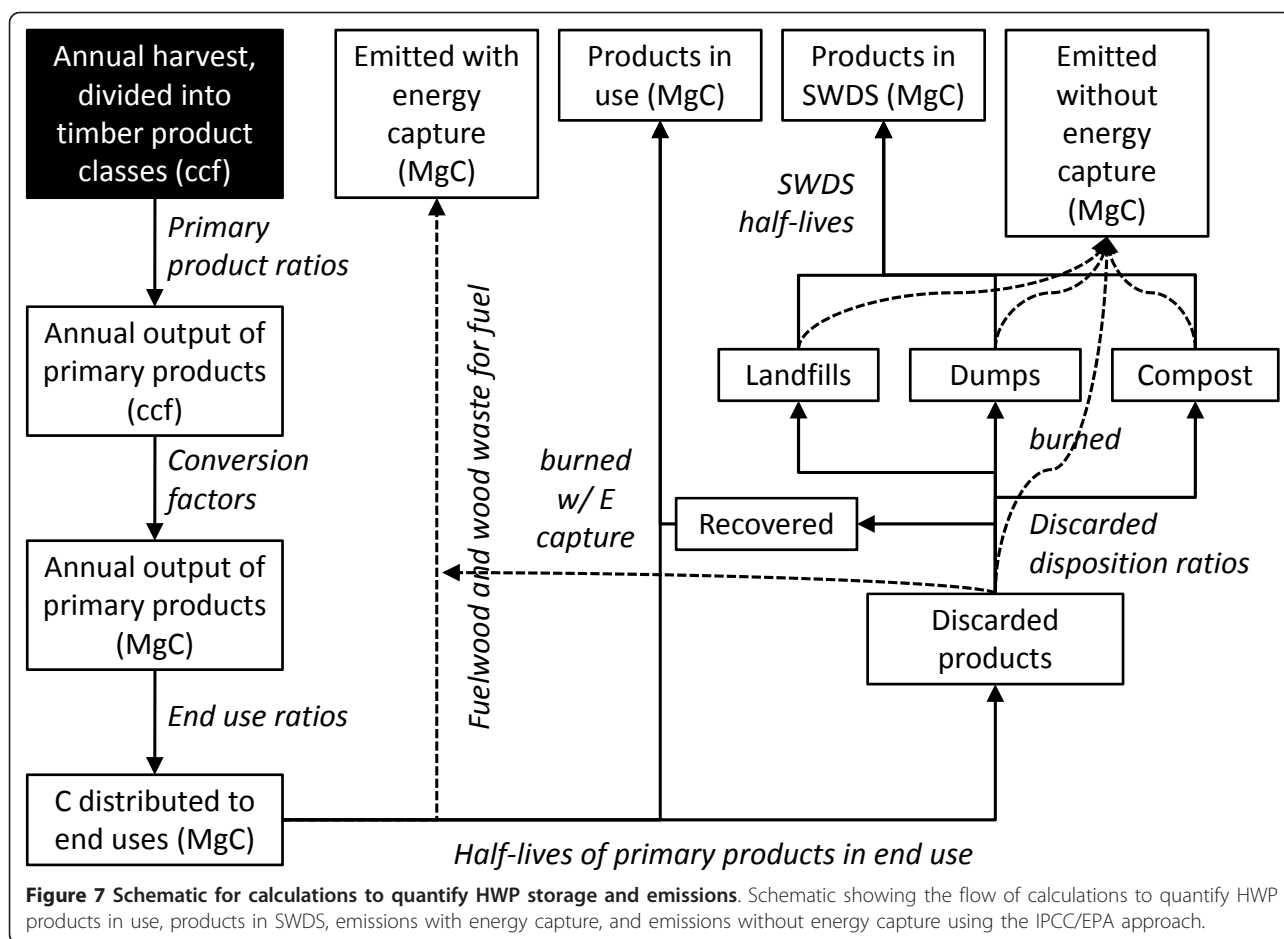 Annual harvest,
divided into
timber product
classes (ccf)
Emitted with
energy
capture
(MgC)
Products in
use (MgC)
Products in
SWDS (MgC)
Emitted
without
energy
capture
(MgC)
SWDS
half-lives
Primary
product ratios
Annual output of
primary products
(ccf)
Fuelwood and wood waste for fuel
Landfills
Dumps
Compost
burned
Conversion
factors
burned
w/ E
capture
Recovered
Discarded
disposition ratios
Annual output of
primary products
(MgC)
Discarded
products
End use ratios
C distributed to
end uses (MgC)
Half-lives of primary products in end use
Figure 7 Schematic for calculations to quantify HWP storage and emissions. Schematic showing the flow of calculations to quantify HWP
products in use, products in SWDS, emissions with energy capture, and emissions without energy capture using the IPCC/EPA approach.